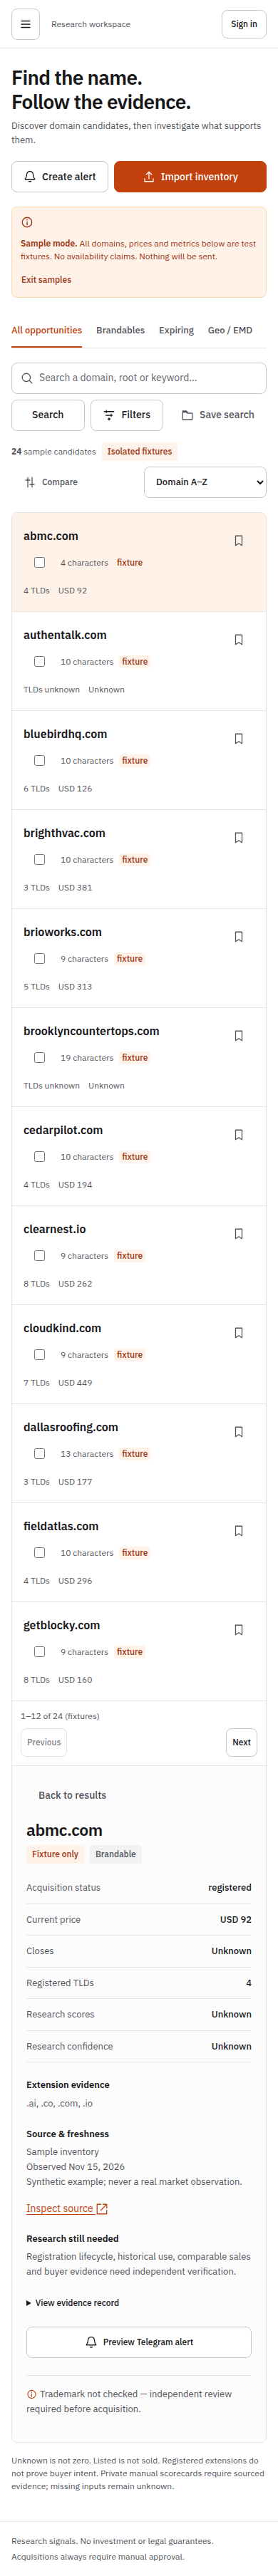 Research workspace
Sign in
Find the name.
Follow the evidence.
Discover domain candidates, then investigate what supports
them.
Create alert
Import inventory
Sample mode. All domains, prices and metrics below are test
fixtures. No availability claims. Nothing will be sent.
Exit samples
All opportunities
Brandables
Expiring
Geo / EMD
Search a domain, root or keyword...
Search
Filters
Save search
24 sample candidates
Isolated fixtures
Compare
Domain A–Z
abmc.com
4 characters fixture
4 TLDs USD 92
authentalk.com
10 characters fixture
TLDs unknown Unknown
bluebirdhq.com
10 characters fixture
6 TLDs USD 126
brighthvac.com
10 characters fixture
3 TLDs USD 381
brioworks.com
9 characters fixture
5 TLDs USD 313
brooklyncountertops.com
19 characters fixture
TLDs unknown Unknown
cedarpilot.com
10 characters fixture
4 TLDs USD 194
clearnest.io
9 characters fixture
8 TLDs USD 262
cloudkind.com
9 characters fixture
7 TLDs USD 449
dallasroofing.com
13 characters fixture
3 TLDs USD 177
fieldatlas.com
10 characters fixture
4 TLDs USD 296
getblocky.com
9 characters fixture
8 TLDs USD 160
1–12 of 24 (fixtures)
Previous
Next
Back to results
abmc.com
Fixture only
Brandable
Acquisition status registered
Current price USD 92
Closes Unknown
Registered TLDs 4
Research scores Unknown
Research confidence Unknown
Extension evidence
.ai, .co, .com, .io
Source & freshness
Sample inventory
Observed Nov 15, 2026
Synthetic example; never a real market observation.
Inspect source
Research still needed
Registration lifecycle, historical use, comparable sales
and buyer evidence need independent verification.
View evidence record
Preview Telegram alert
Trademark not checked — independent review
required before acquisition.
Unknown is not zero. Listed is not sold. Registered extensions do
not prove buyer intent. Private manual scorecards require sourced
evidence; missing inputs remain unknown.
Research signals. No investment or legal guarantees.
Acquisitions always require manual approval.